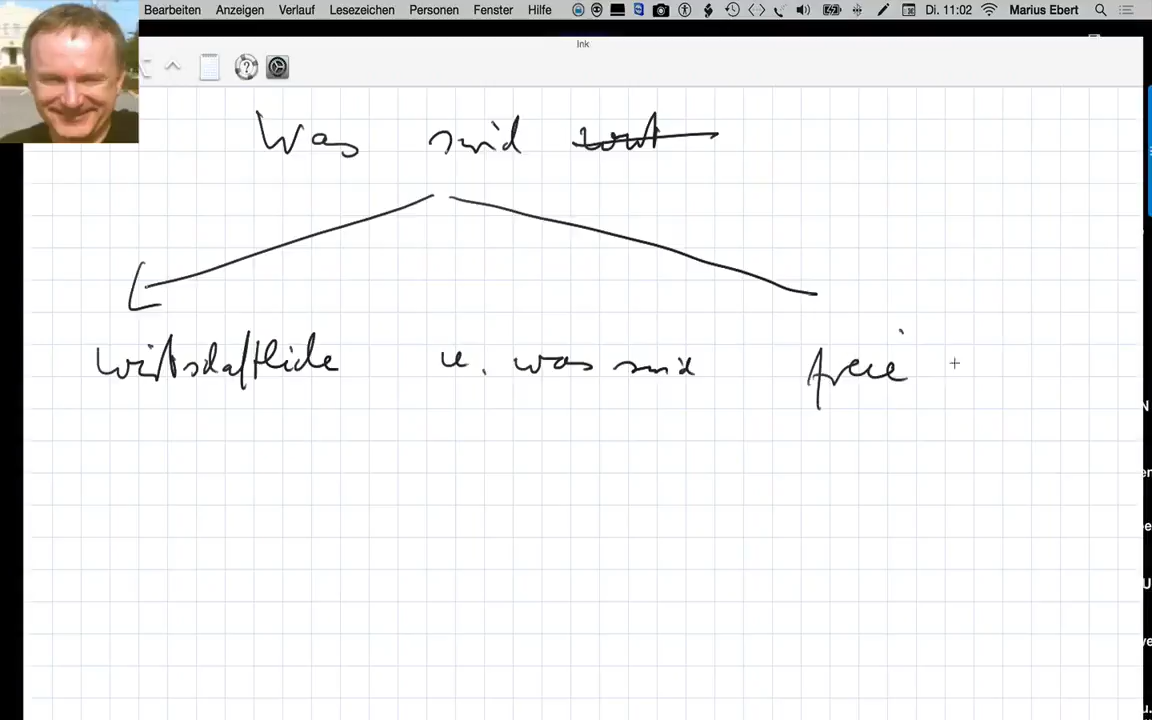 Bearbeiten Anzeigen Verlauf Lesezeichen Personen Fenster Hilfe Di. 11:02 Marius Ebert
Ink
Was sind
wirtschaftliche u. was sind freie